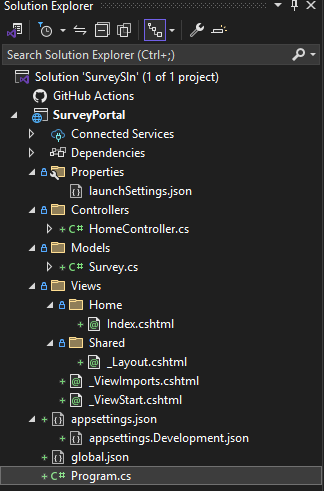 Solution Explorer
Search Solution Explorer (Ctrl+;)
Solution 'SurveySln' (1 of 1 project)
GitHub Actions
SurveyPortal
Connected Services
Dependencies
Properties
launchSettings.json
Controllers
C# HomeController.cs
Models
C# Survey.cs
Views
Home
Index.cshtml
Shared
_Layout.cshtml
_ViewImports.cshtml
_ViewStart.cshtml
appsettings.json
appsettings.Development.json
global.json
C# Program.cs